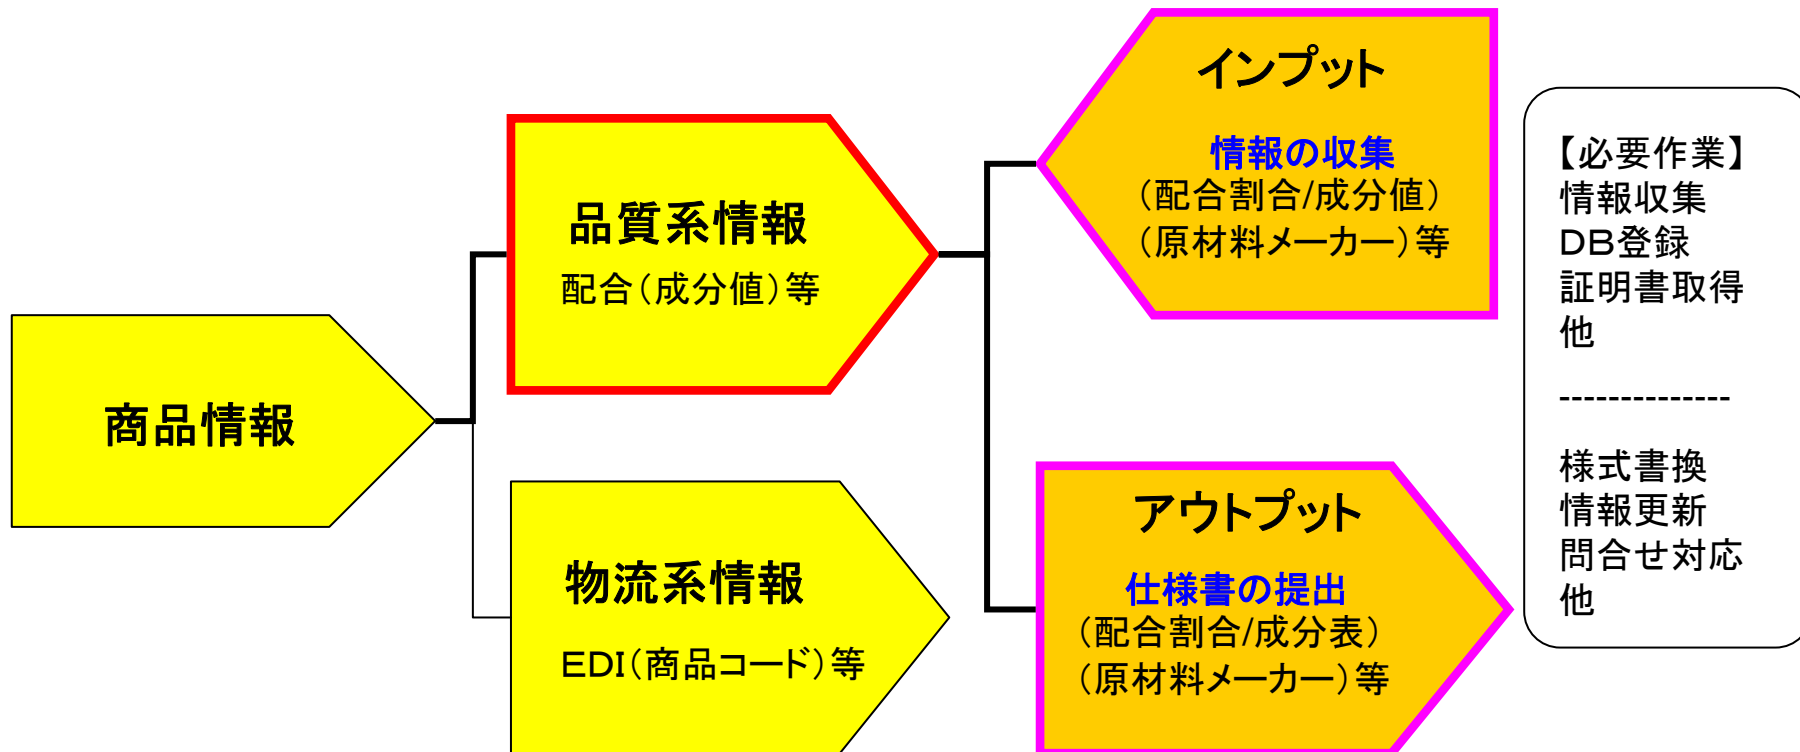 商品情報
品質系情報
配合（成分値）等
物流系情報
EDI（商品コード）等
インプット
情報の収集
（配合割合/成分値）
（原材料メーカー）等
アウトプット
仕様書の提出
（配合割合/成分表）
（原材料メーカー）等
【必要作業】
情報収集
DB登録
証明書取得
他
--------------
様式書換
情報更新
問合せ対応
他